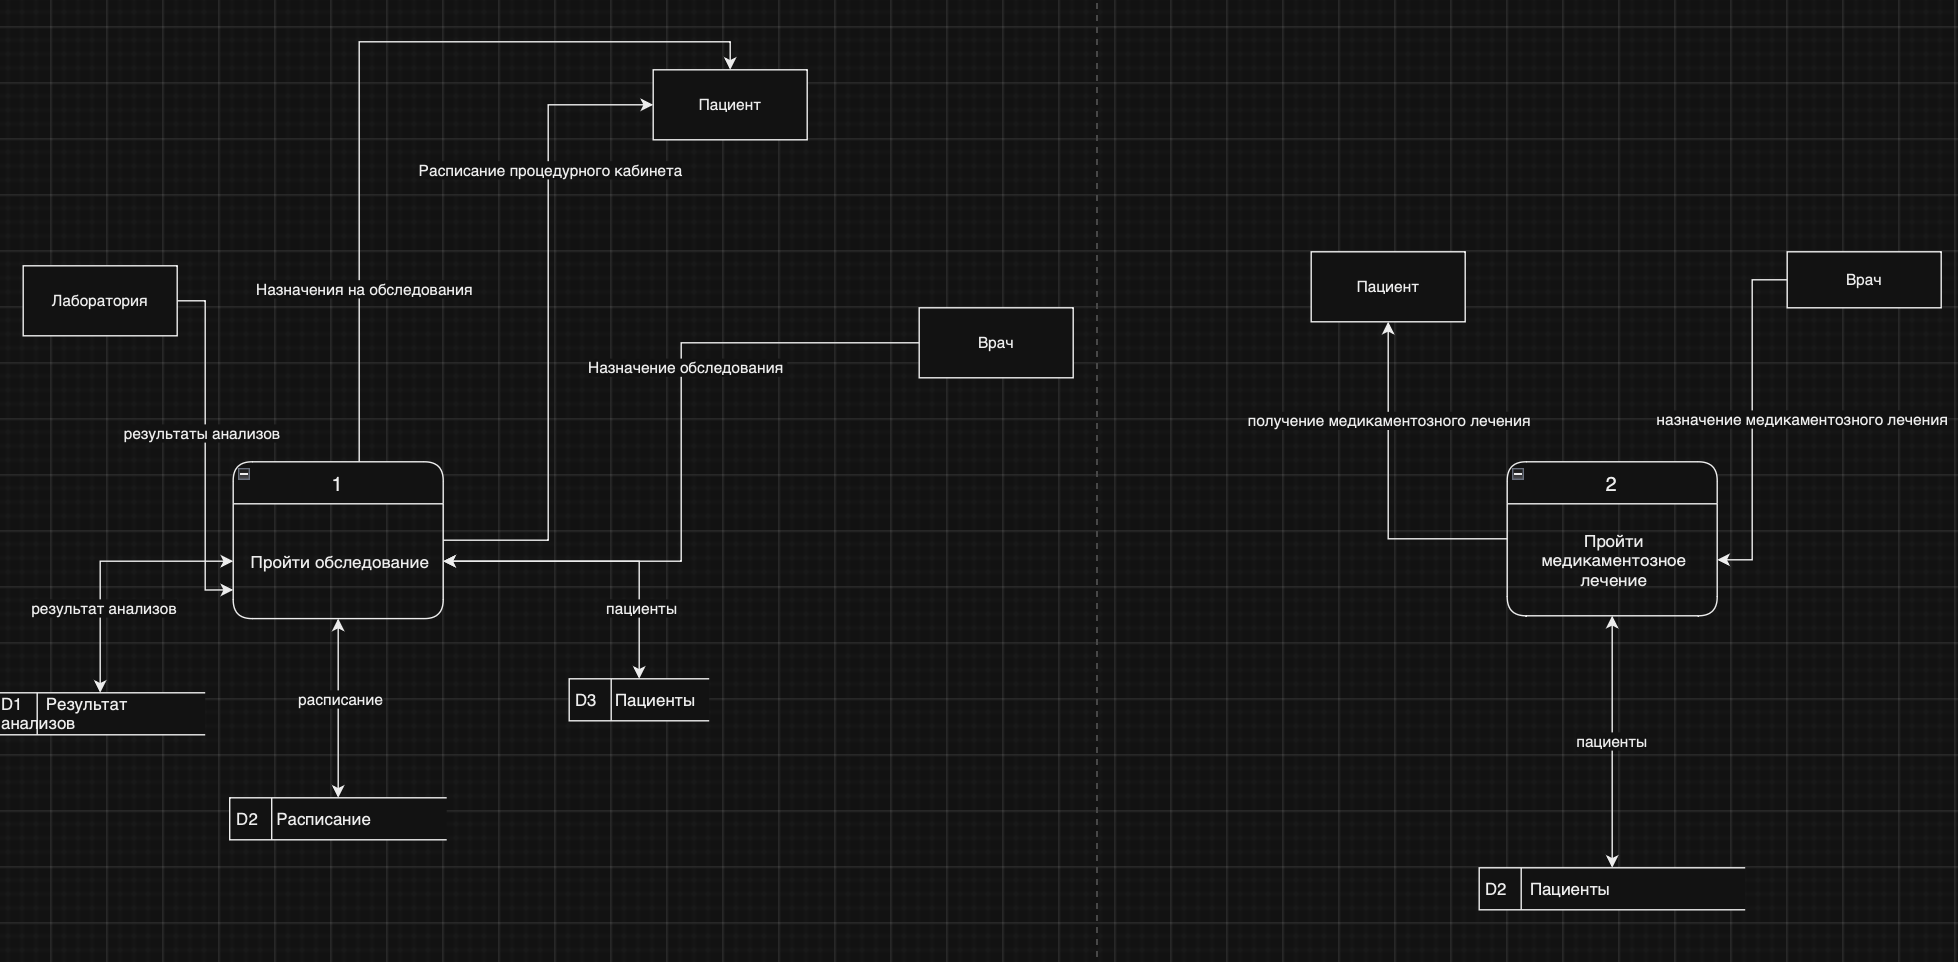 Пациент
Расписание процедурного кабинета
Лаборатория
Назначения на обследования
Врач
Назначение обследования
результаты анализов
1
Пройти обследование
результат анализов
пациенты
D1 Результат
анализов
расписание
D3 Пациенты
D2 Расписание
Пациент
Врач
получение медикаментозного лечения
назначение медикаментозного лечения
2
Пройти
медикаментозное
лечение
пациенты
D2 Пациенты